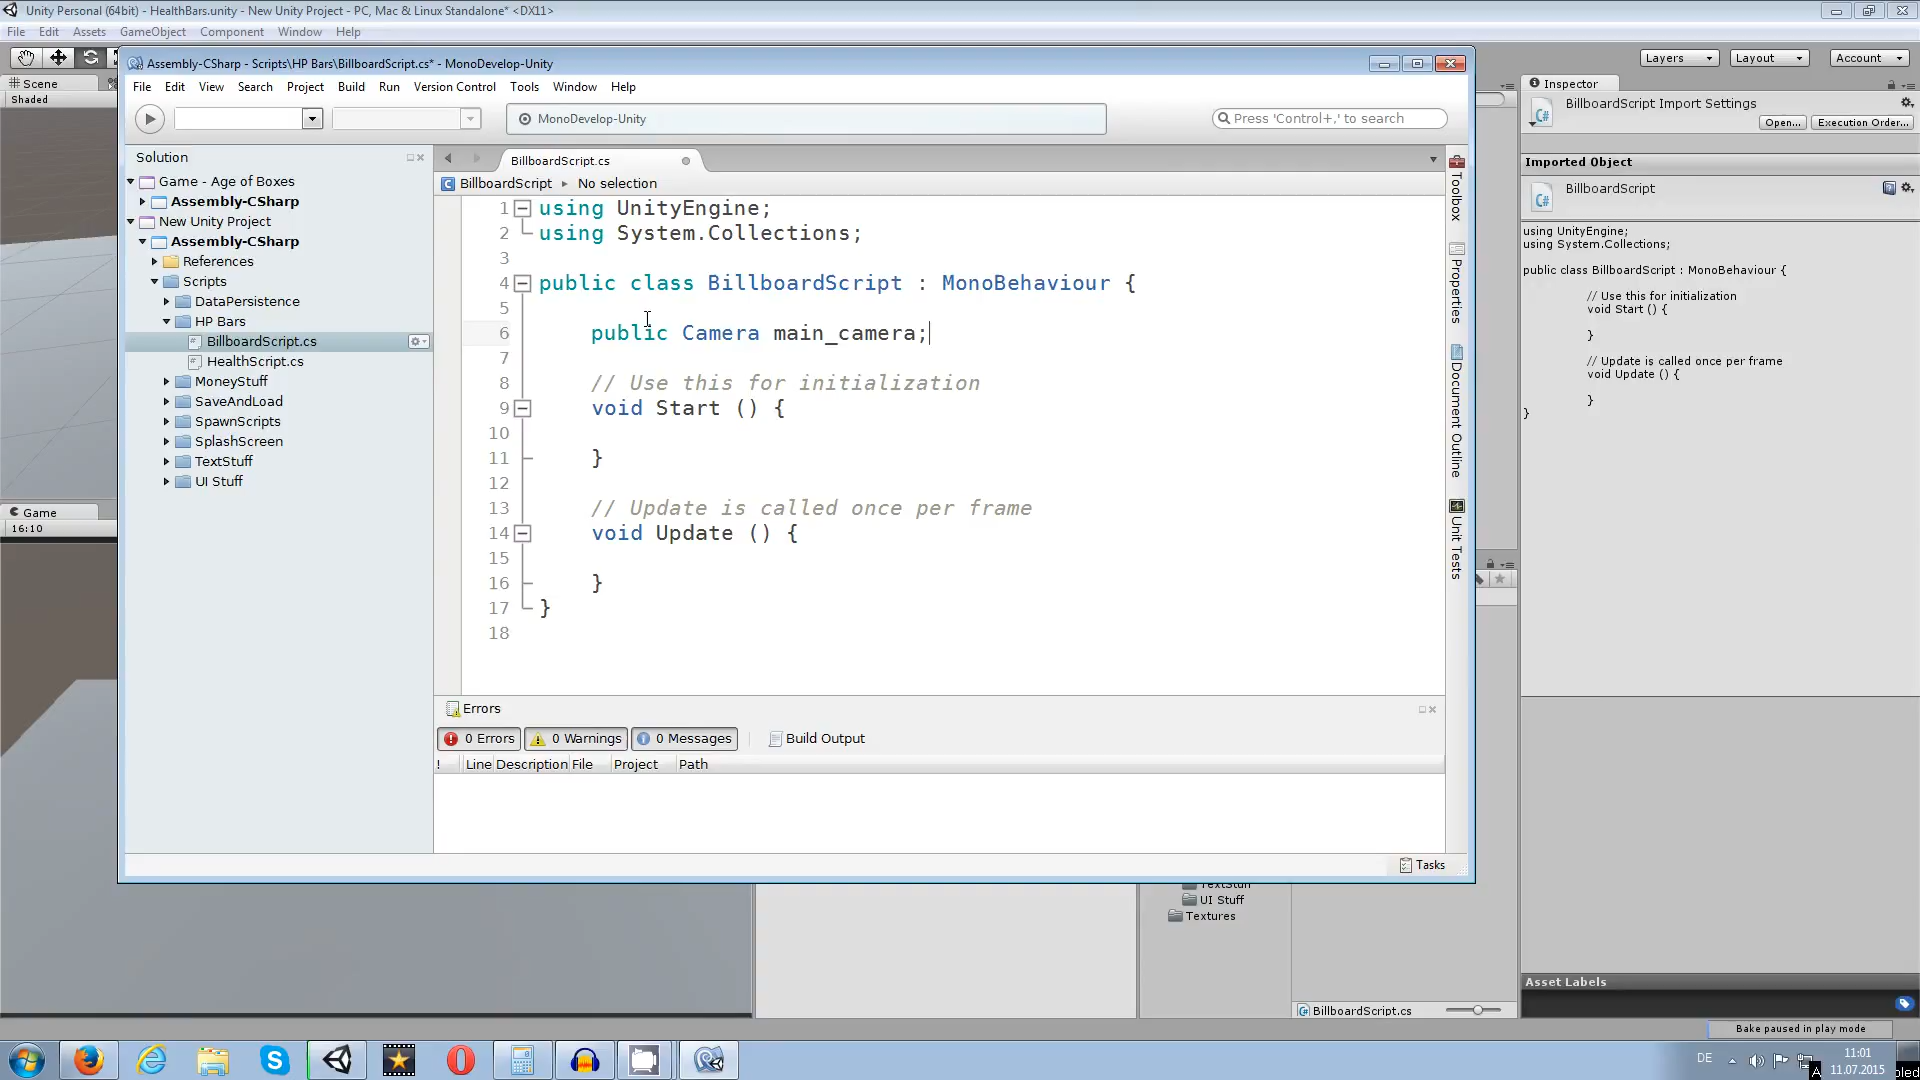 Unity Personal (64bit) - HealthBars.unity - New Unity Project - PC, Mac & Linux Standalone* <DX11>
File Edit Assets GameObject Component Window Help
Layers Layout Account
Scene
Shaded
Game
16:10
Assembly-CSharp - Scripts\HP Bars\BillboardScript.cs* - MonoDevelop-Unity
File Edit View Search Project Build Run Version Control Tools Window Help
MonoDevelop-Unity
Press 'Control+,' to search
Solution
Game - Age of Boxes
Assembly-CSharp
New Unity Project
Assembly-CSharp
References
Scripts
DataPersistence
HP Bars
BillboardScript.cs
HealthScript.cs
MoneyStuff
SaveAndLoad
SpawnScripts
SplashScreen
TextStuff
UI Stuff
BillboardScript.cs
BillboardScript No selection
1 using UnityEngine;
2 using System.Collections;
3
4 public class BillboardScript : MonoBehaviour {
5
6 public Camera main_camera;
7
8 // Use this for initialization
9 void Start () {
10
11 }
12
13 // Update is called once per frame
14 void Update () {
15
16 }
17 }
18
Toolbox
Properties
Document Outline
Unit Tests
Errors
0 Errors 0 Warnings 0 Messages Build Output
! Line Description File Project Path
Tasks
Inspector
BillboardScript Import Settings
Open... Execution Order...
Imported Object
BillboardScript
using UnityEngine;
using System.Collections;
public class BillboardScript : MonoBehaviour {
// Use this for initialization
void Start () {
}
// Update is called once per frame
void Update () {
}
}
TextStuff
UI Stuff
Textures
BillboardScript.cs
Asset Labels
Bake paused in play mode
DE
11:01
11.07.2015